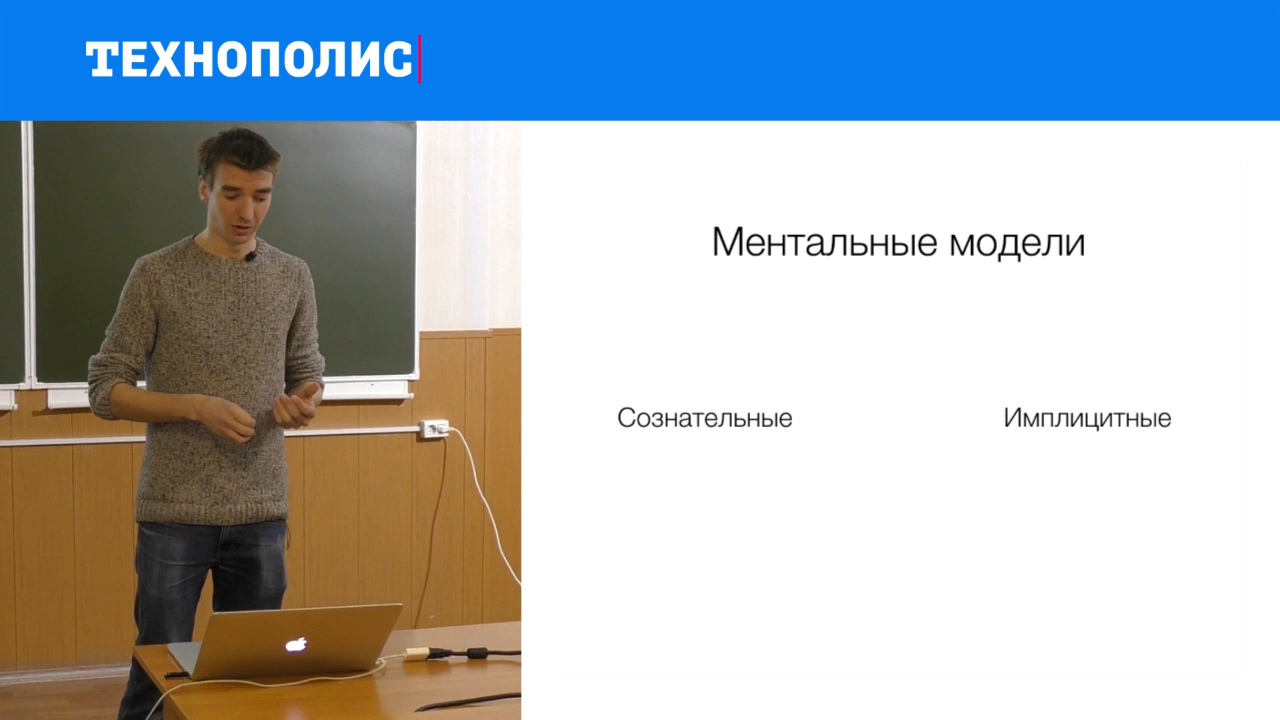 ТЕХНОПОЛИС
Ментальные модели
Сознательные
Имплицитные